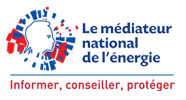 Le médiateur
national
de l'énergie
Informer, conseiller, protéger